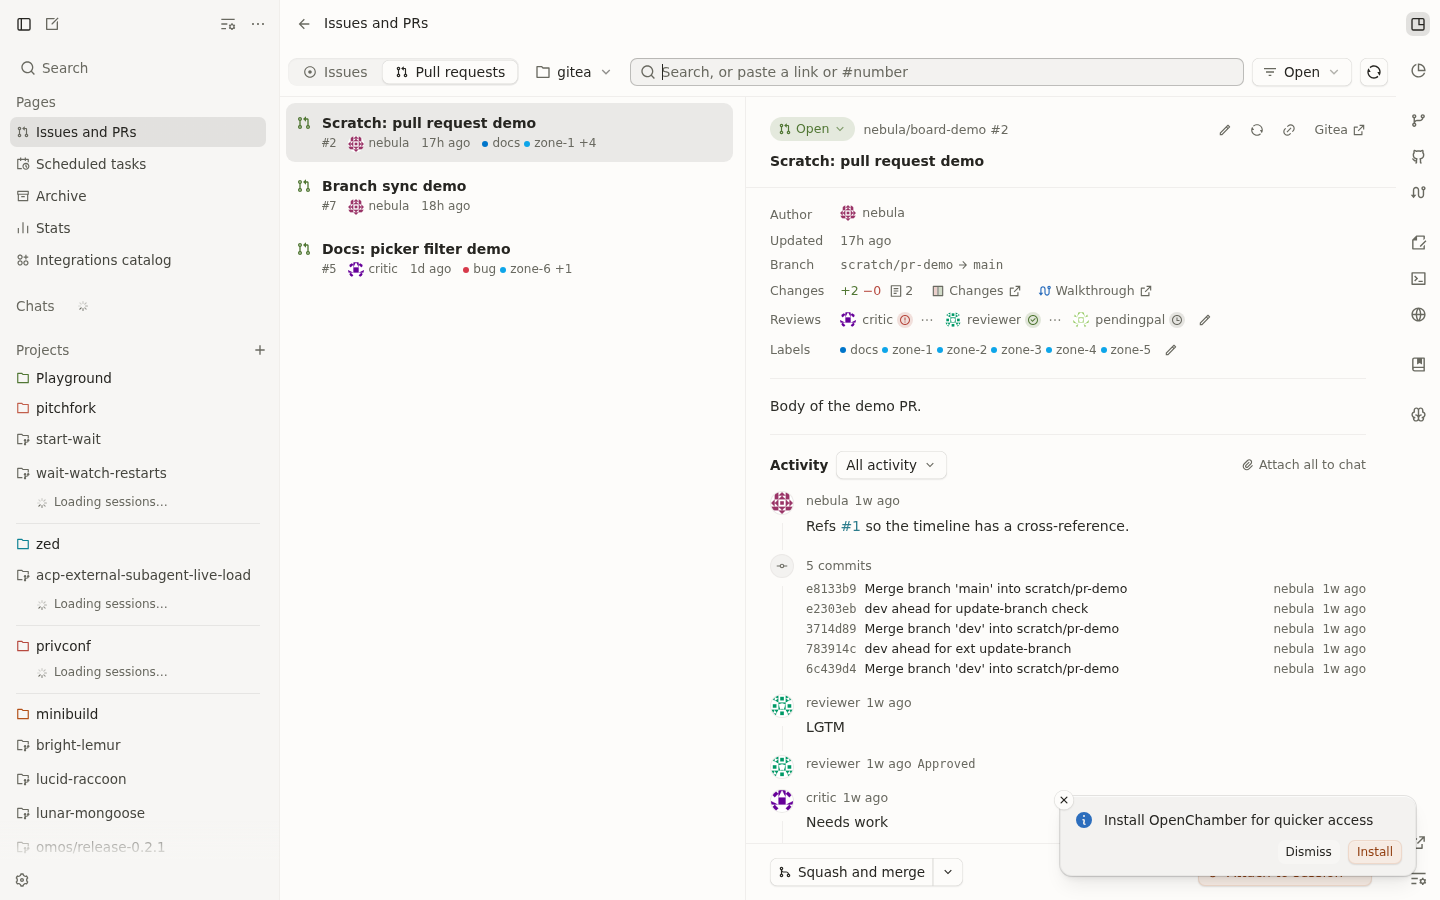 Issues and PRs
Search
Issues
Pull requests
gitea
Search, or paste a link or #number
Open
Pages
Issues and PRs
Scheduled tasks
Archive
Stats
Integrations catalog
Chats
Projects
Playground
pitchfork
start-wait
wait-watch-restarts
Loading sessions...
zed
acp-external-subagent-live-load
Loading sessions...
privconf
Loading sessions...
minibuild
bright-lemur
lucid-raccoon
lunar-mongoose
omos/release-0.2.1
Scratch: pull request demo
#2 nebula 17h ago docs zone-1 +4
Branch sync demo
#7 nebula 18h ago
Docs: picker filter demo
#5 critic 1d ago bug zone-6 +1
Open nebula/board-demo #2 Gitea
Scratch: pull request demo
Author nebula
Updated 17h ago
Branch scratch/pr-demo → main
Changes +2 −0 2 Changes Walkthrough
Reviews critic ··· reviewer ··· pendingpal
Labels docs zone-1 zone-2 zone-3 zone-4 zone-5
Body of the demo PR.
Activity All activity Attach all to chat
nebula 1w ago
Refs #1 so the timeline has a cross-reference.
5 commits
e8133b9 Merge branch 'main' into scratch/pr-demo nebula 1w ago
e2303eb dev ahead for update-branch check nebula 1w ago
3714d89 Merge branch 'dev' into scratch/pr-demo nebula 1w ago
783914c dev ahead for ext update-branch nebula 1w ago
6c439d4 Merge branch 'dev' into scratch/pr-demo nebula 1w ago
reviewer 1w ago
LGTM
reviewer 1w ago Approved
critic 1w ago
Needs work
Squash and merge
Install OpenChamber for quicker access
Dismiss Install